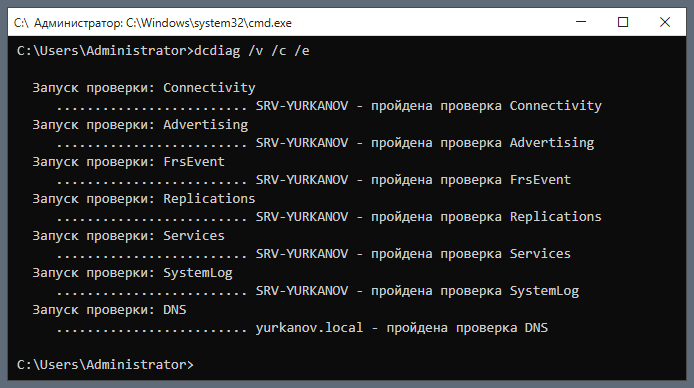 C:\ Администратор: C:\Windows\system32\cmd.exe
C:\Users\Administrator>dcdiag /v /c /e
Запуск проверки: Connectivity
......................... SRV-YURKANOV - пройдена проверка Connectivity
Запуск проверки: Advertising
......................... SRV-YURKANOV - пройдена проверка Advertising
Запуск проверки: FrsEvent
......................... SRV-YURKANOV - пройдена проверка FrsEvent
Запуск проверки: Replications
......................... SRV-YURKANOV - пройдена проверка Replications
Запуск проверки: Services
......................... SRV-YURKANOV - пройдена проверка Services
Запуск проверки: SystemLog
......................... SRV-YURKANOV - пройдена проверка SystemLog
Запуск проверки: DNS
......................... yurkanov.local - пройдена проверка DNS
C:\Users\Administrator>